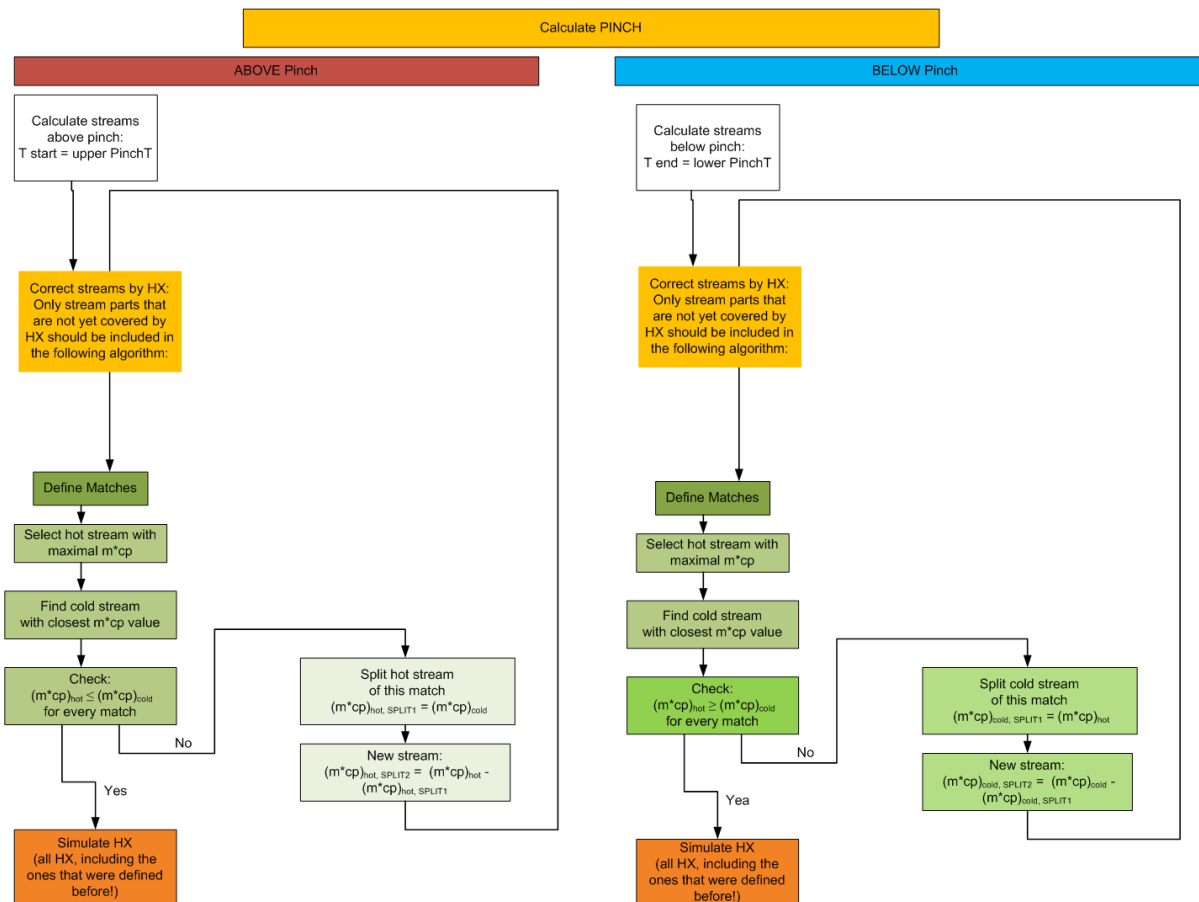 Calculate PINCH
ABOVE Pinch
Calculate streams
above pinch:
T start = upper PinchT
Correct streams by HX:
Only stream parts that
are not yet covered by
HX should be included in
the following algorithm:
Define Matches
Select hot stream with
maximal m*cp
Find cold stream
with closest m*cp value
Check:
(m*cp)hot ≤ (m*cp)cold
for every match
No
Yes
Split hot stream
of this match
(m*cp)hot, SPLIT1 = (m*cp)cold
New stream:
(m*cp)hot, SPLIT2 = (m*cp)hot -
(m*cp)hot, SPLIT1
Simulate HX
(all HX, including the
ones that were defined
before!)
BELOW Pinch
Calculate streams
below pinch:
T end = lower PinchT
Correct streams by HX:
Only stream parts that
are not yet covered by
HX should be included in
the following algorithm:
Define Matches
Select hot stream with
maximal m*cp
Find cold stream
with closest m*cp value
Check:
(m*cp)hot ≥ (m*cp)cold
for every match
No
Yea
Split cold stream
of this match
(m*cp)cold, SPLIT1 = (m*cp)hot
New stream:
(m*cp)cold, SPLIT2 = (m*cp)cold -
(m*cp)cold, SPLIT1
Simulate HX
(all HX, including the
ones that were defined
before!)